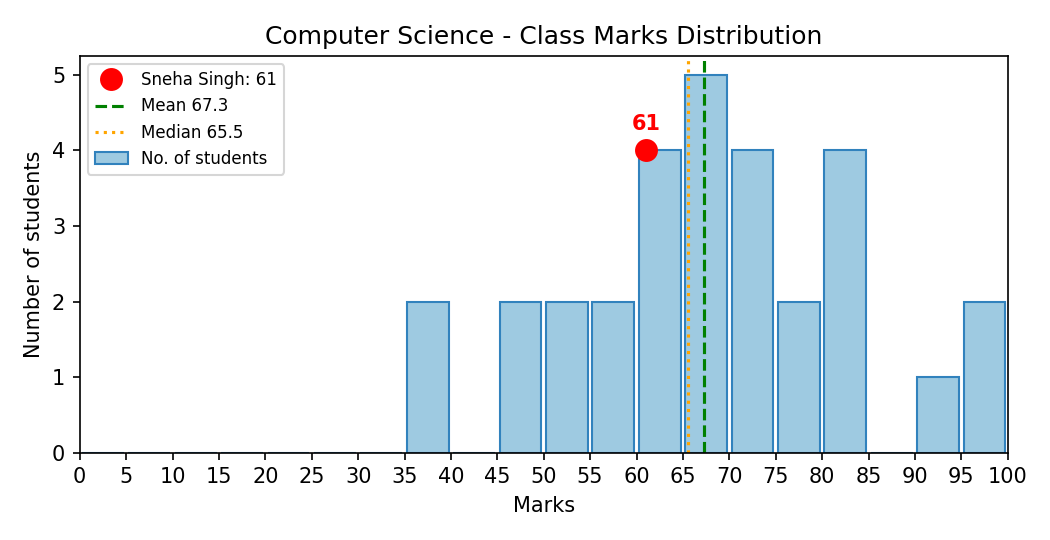 Computer Science - Class Marks Distribution
Sneha Singh: 61
Mean 67.3
Median 65.5
No. of students
61
Number of students
5
4
3
2
1
0
0 5 10 15 20 25 30 35 40 45 50 55 60 65 70 75 80 85 90 95 100
Marks